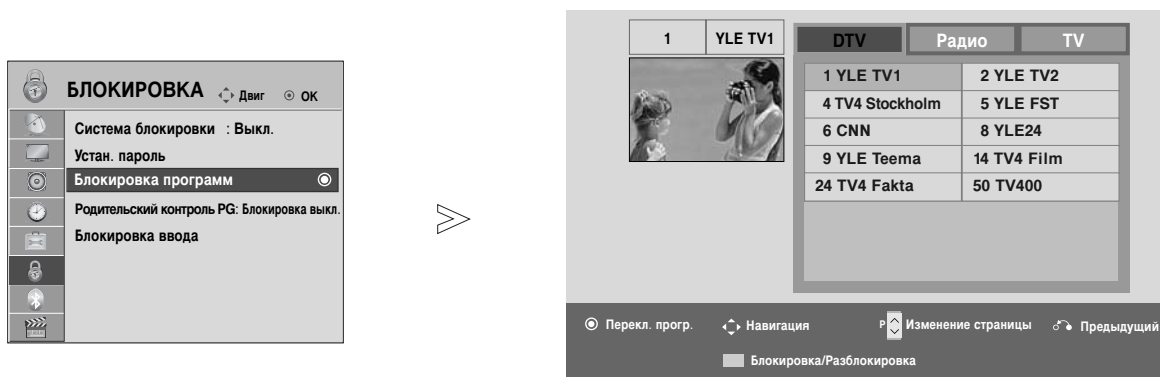 БЛОКИРОВКА Двиг ОК
Система блокировки : Выкл.
Устан. пароль
Блокировка программ
Родительский контроль PG: Блокировка выкл.
Блокировка ввода
1 YLE TV1
DTV Радио TV
1 YLE TV1 2 YLE TV2
4 TV4 Stockholm 5 YLE FST
6 CNN 8 YLE24
9 YLE Teema 14 TV4 Film
24 TV4 Fakta 50 TV400
Перекл. прогр. Навигация P Изменение страницы Предыдущий
Блокировка/Разблокировка